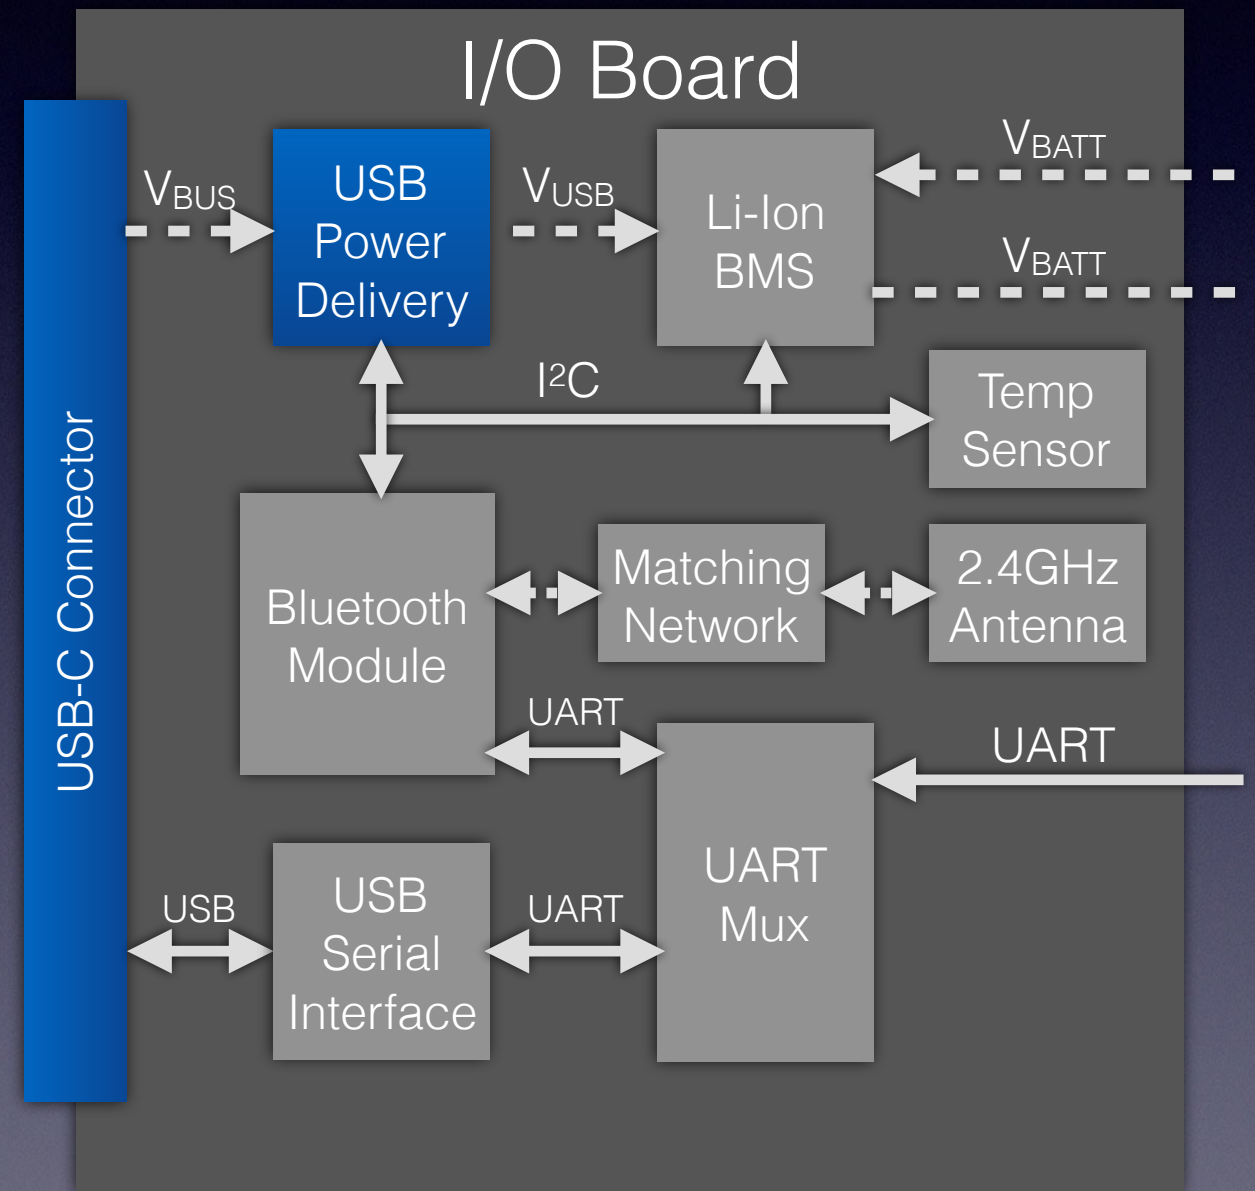 I/O Board
VBUS
USB
Power
Delivery
VUSB
Li-Ion
BMS
VBATT
VBATT
I²C
Temp
Sensor
USB-C Connector
Bluetooth
Module
Matching
Network
2.4GHz
Antenna
UART
UART
UART
Mux
USB
USB
Serial
Interface
UART